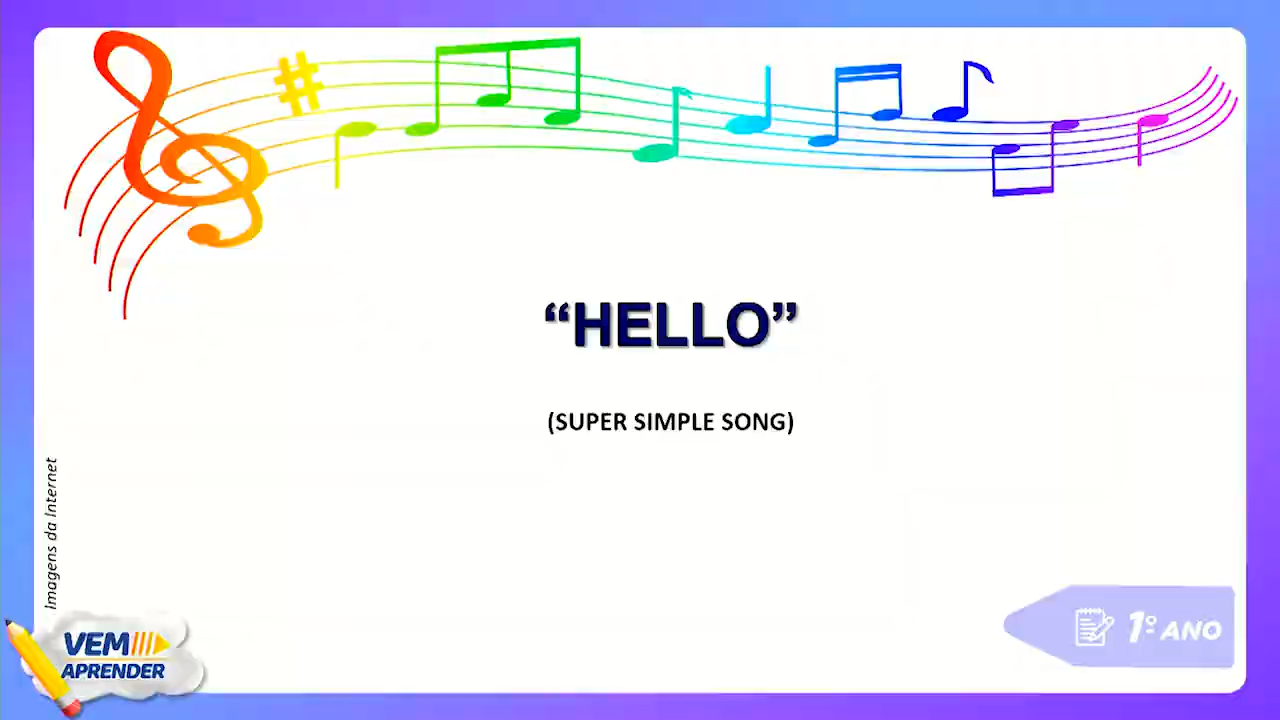 “HELLO”
(SUPER SIMPLE SONG)
Imagens da Internet
VEM
APRENDER
1º ANO